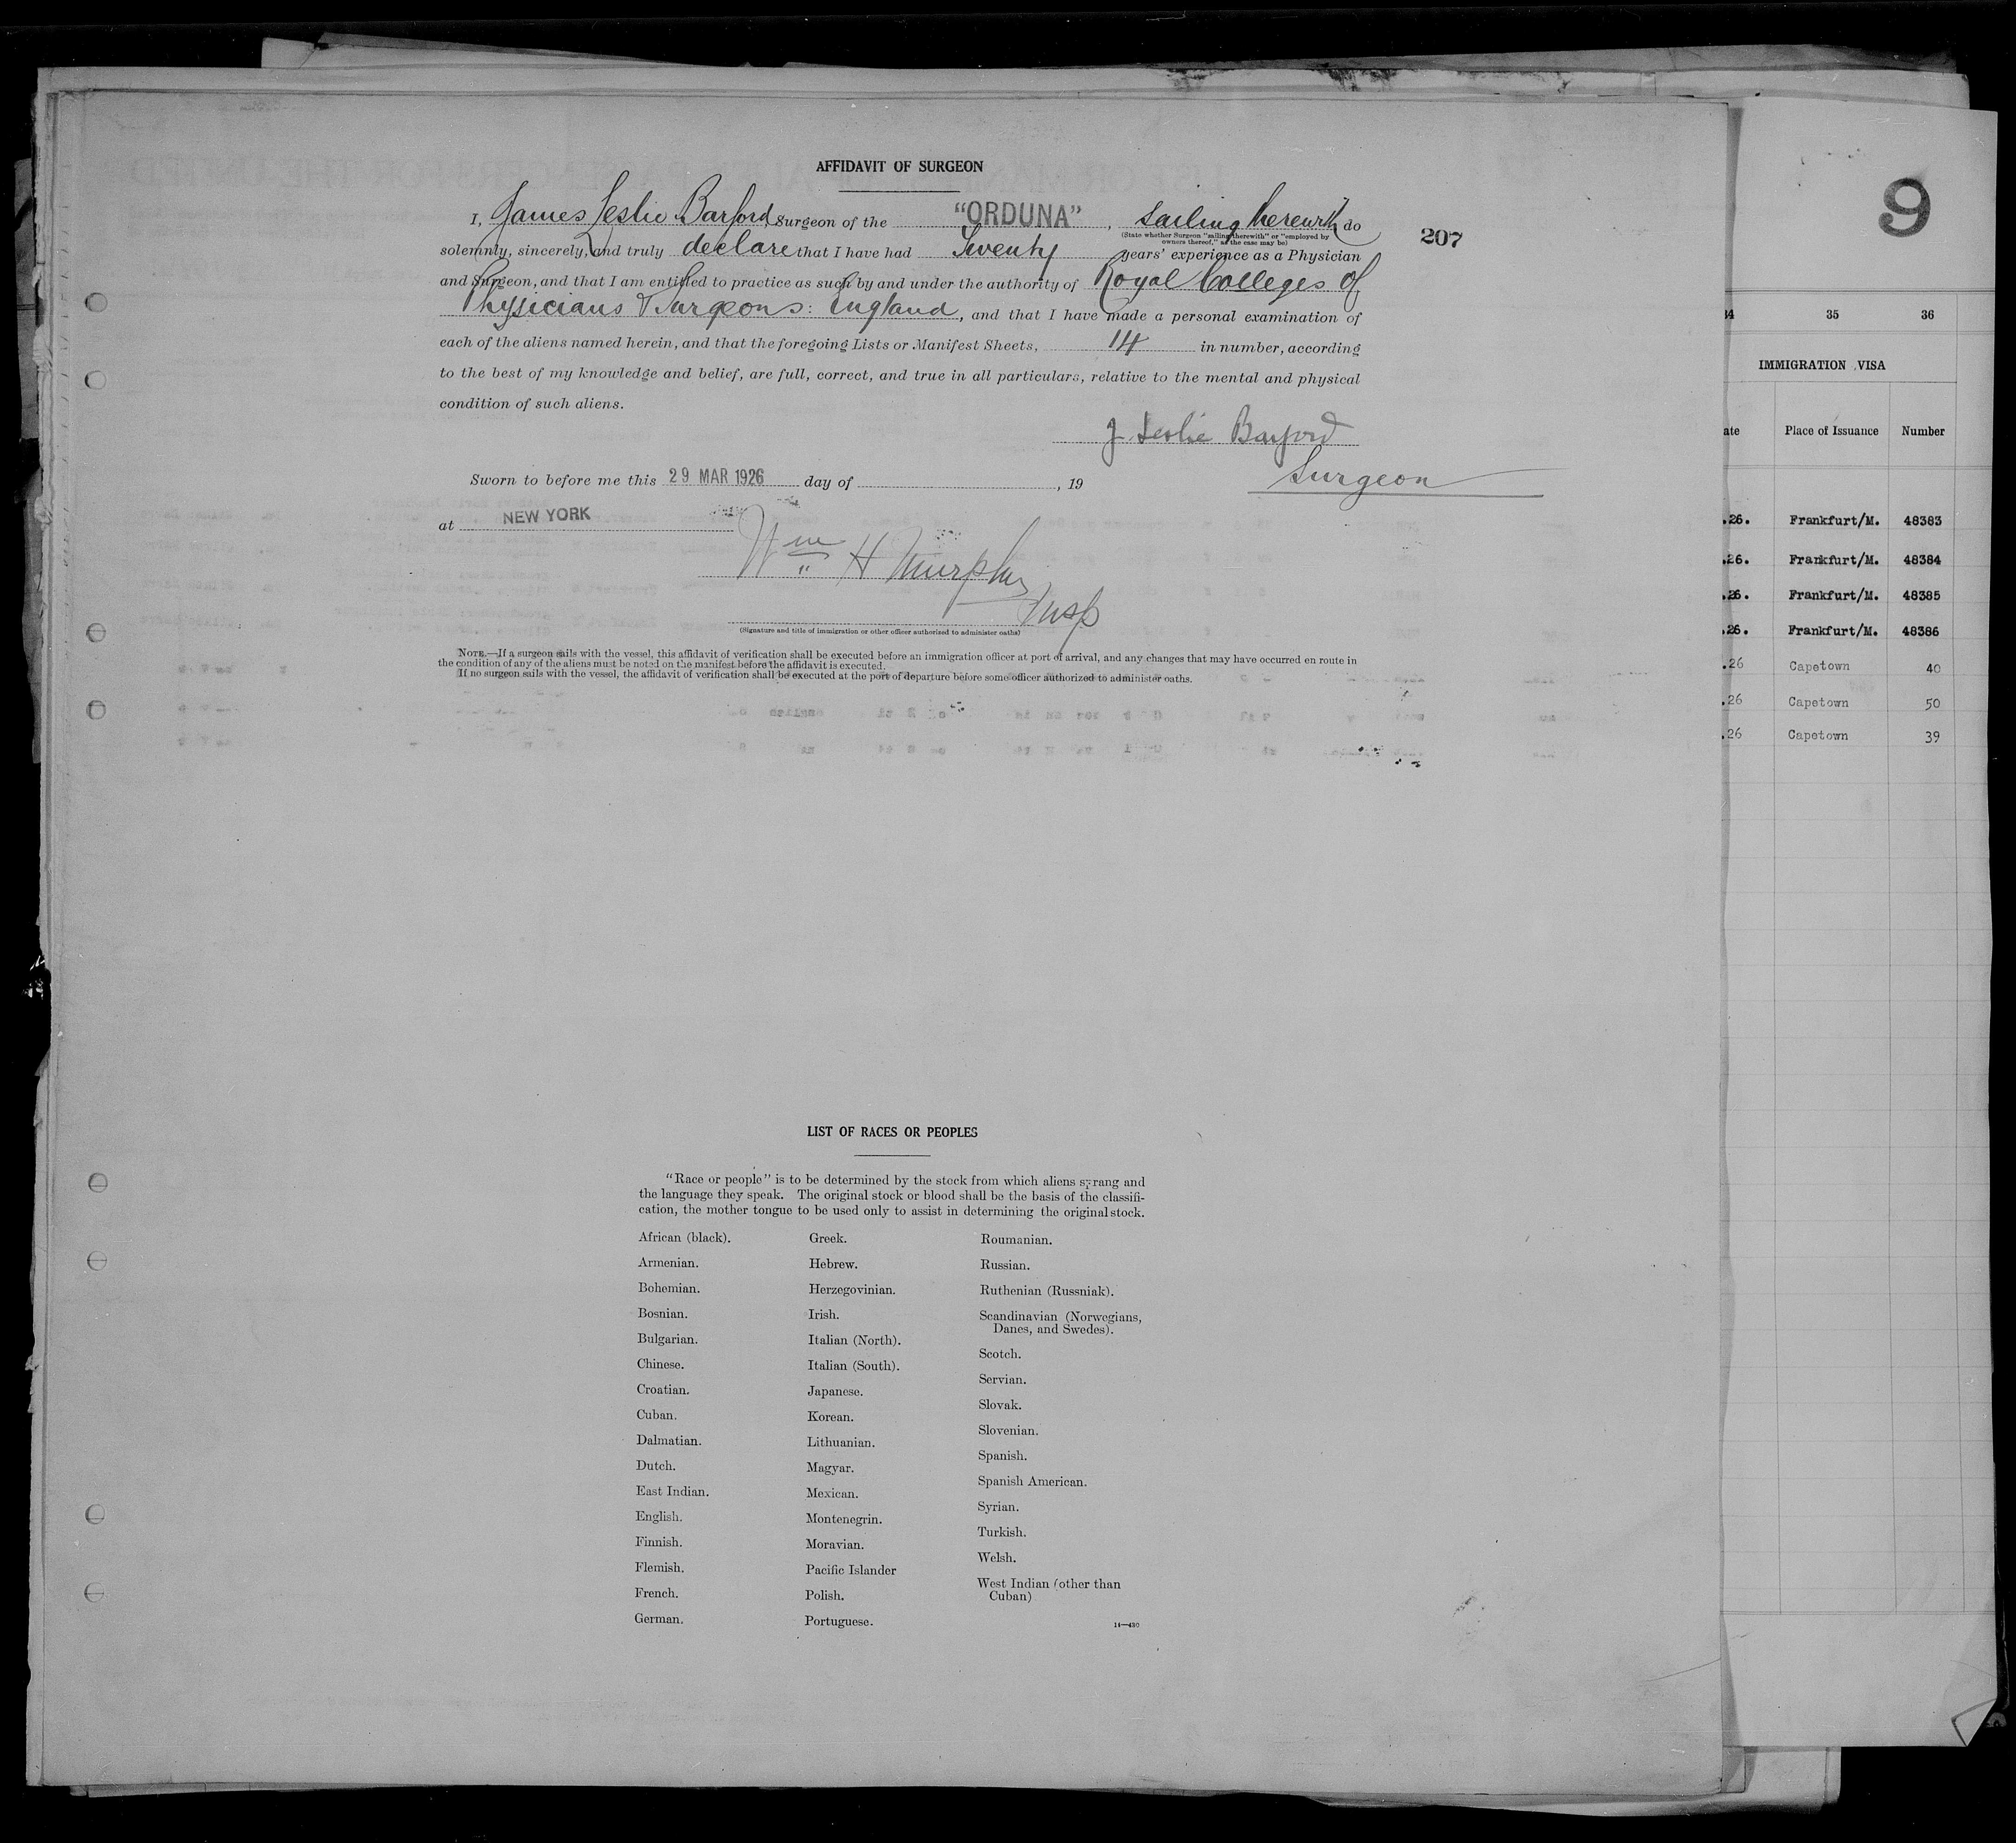 AFFIDAVIT OF SURGEON
I, James Leslie Barford, Surgeon of the "ORDUNA", sailing herewith do
(State whether Surgeon "sailing therewith" or "employed by
owners thereof," as the case may be)
solemnly, sincerely, and truly declare that I have had Twenty years' experience as a Physician
and Surgeon, and that I am entitled to practice as such by and under the authority of Royal Colleges of
Physicians & Surgeons: England, and that I have made a personal examination of
each of the aliens named herein, and that the foregoing Lists or Manifest Sheets, 14 in number, according
to the best of my knowledge and belief, are full, correct, and true in all particulars, relative to the mental and physical
condition of such aliens.
J Leslie Barford
Surgeon
Sworn to before me this 29 MAR 1926 day of , 19
at NEW YORK
Wm H Murphy
Insp
(Signature and title of immigration or other officer authorized to administer oaths)
NOTE.—If a surgeon sails with the vessel, this affidavit of verification shall be executed before an immigration officer at port of arrival, and any changes that may have occurred en route in
the condition of any of the aliens must be noted on the manifest before the affidavit is executed.
If no surgeon sails with the vessel, the affidavit of verification shall be executed at the port of departure before some officer authorized to administer oaths.
207
LIST OF RACES OR PEOPLES
"Race or people" is to be determined by the stock from which aliens sprang and
the language they speak. The original stock or blood shall be the basis of the classifi-
cation, the mother tongue to be used only to assist in determining the original stock.
African (black).
Armenian.
Bohemian.
Bosnian.
Bulgarian.
Chinese.
Croatian.
Cuban.
Dalmatian.
Dutch.
East Indian.
English.
Finnish.
Flemish.
French.
German.
Greek.
Hebrew.
Herzegovinian.
Irish.
Italian (North).
Italian (South).
Japanese.
Korean.
Lithuanian.
Magyar.
Mexican.
Montenegrin.
Moravian.
Pacific Islander
Polish.
Portuguese.
Roumanian.
Russian.
Ruthenian (Russniak).
Scandinavian (Norwegians,
Danes, and Swedes).
Scotch.
Servian.
Slovak.
Slovenian.
Spanish.
Spanish American.
Syrian.
Turkish.
Welsh.
West Indian (other than
Cuban)
14—430
9
34 35 36
IMMIGRATION VISA
ate Place of Issuance Number
.26. Frankfurt/M. 48383
.26. Frankfurt/M. 48384
.26. Frankfurt/M. 48385
.26. Frankfurt/M. 48386
.26 Capetown 40
.26 Capetown 50
.26 Capetown 39